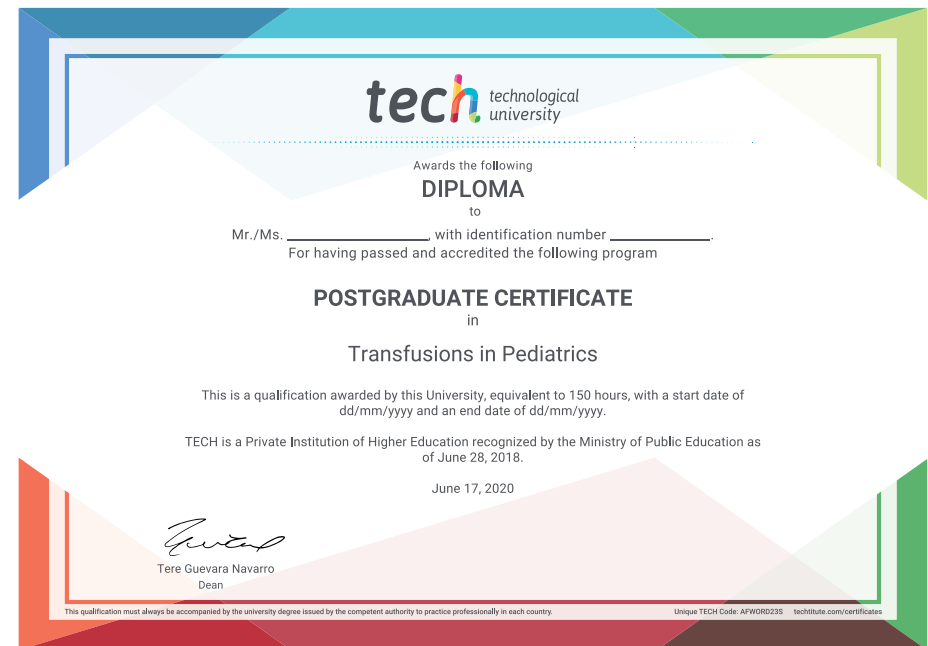 tech technological
university
Awards the following
DIPLOMA
to
Mr./Ms. ____________, with identification number ____________.
For having passed and accredited the following program
POSTGRADUATE CERTIFICATE
in
Transfusions in Pediatrics
This is a qualification awarded by this University, equivalent to 150 hours, with a start date of
dd/mm/yyyy and an end date of dd/mm/yyyy.
TECH is a Private Institution of Higher Education recognized by the Ministry of Public Education as
of June 28, 2018.
June 17, 2020
Tere Guevara Navarro
Dean
This qualification must always be accompanied by the university degree issued by the competent authority to practice professionally in each country. Unique TECH Code: AFWORD23S techtitute.com/certificates